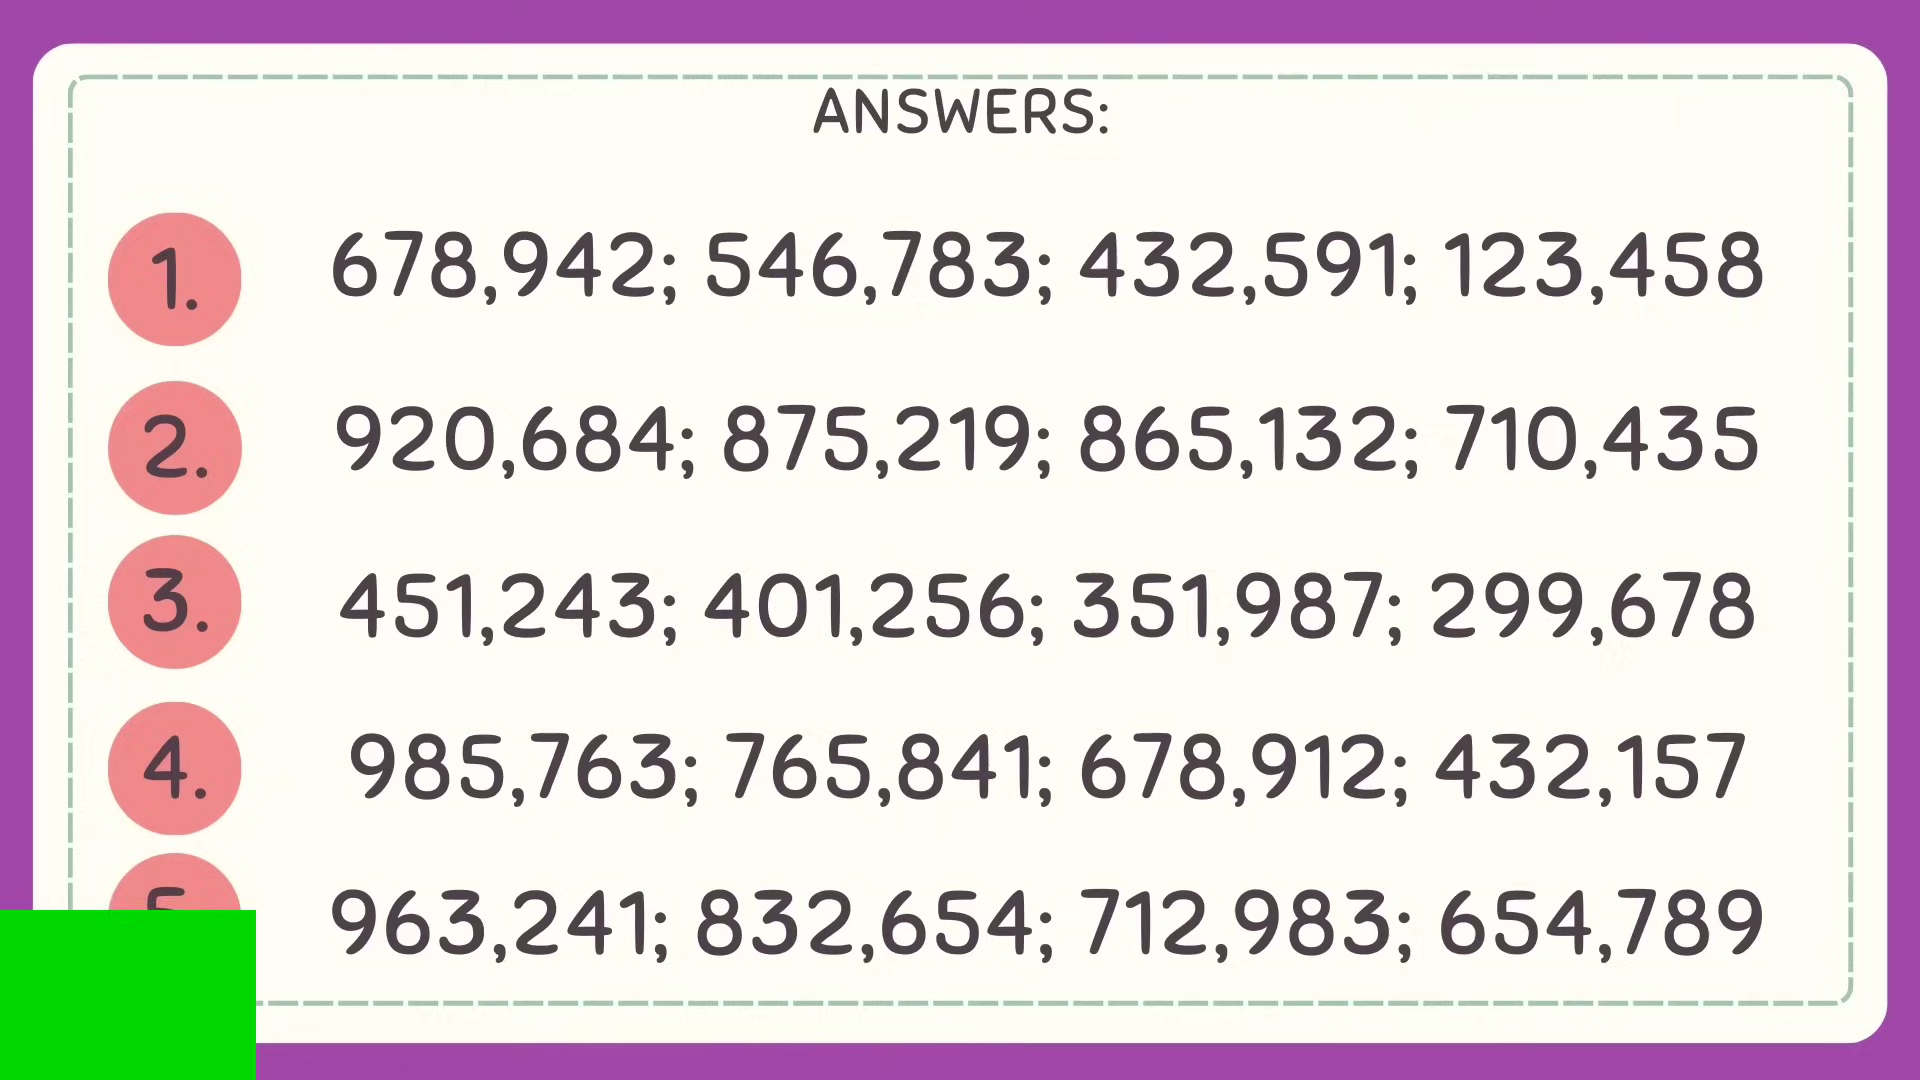 ANSWERS:
1. 678,942; 546,783; 432,591; 123,458
2. 920,684; 875,219; 865,132; 710,435
3. 451,243; 401,256; 351,987; 299,678
4. 985,763; 765,841; 678,912; 432,157
963,241; 832,654; 712,983; 654,789